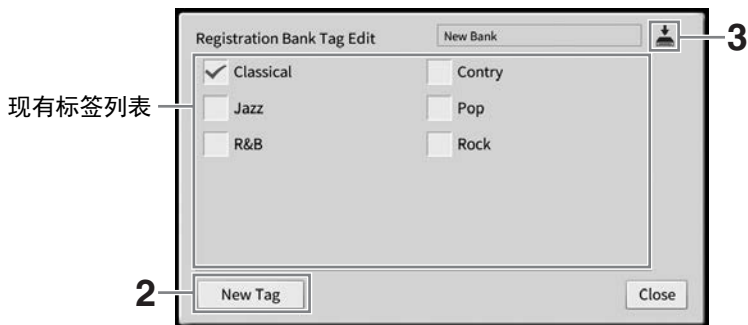 Registration Bank Tag Edit New Bank 3
Classical Contry
现有标签列表 Jazz Pop
R&B Rock
2 New Tag Close